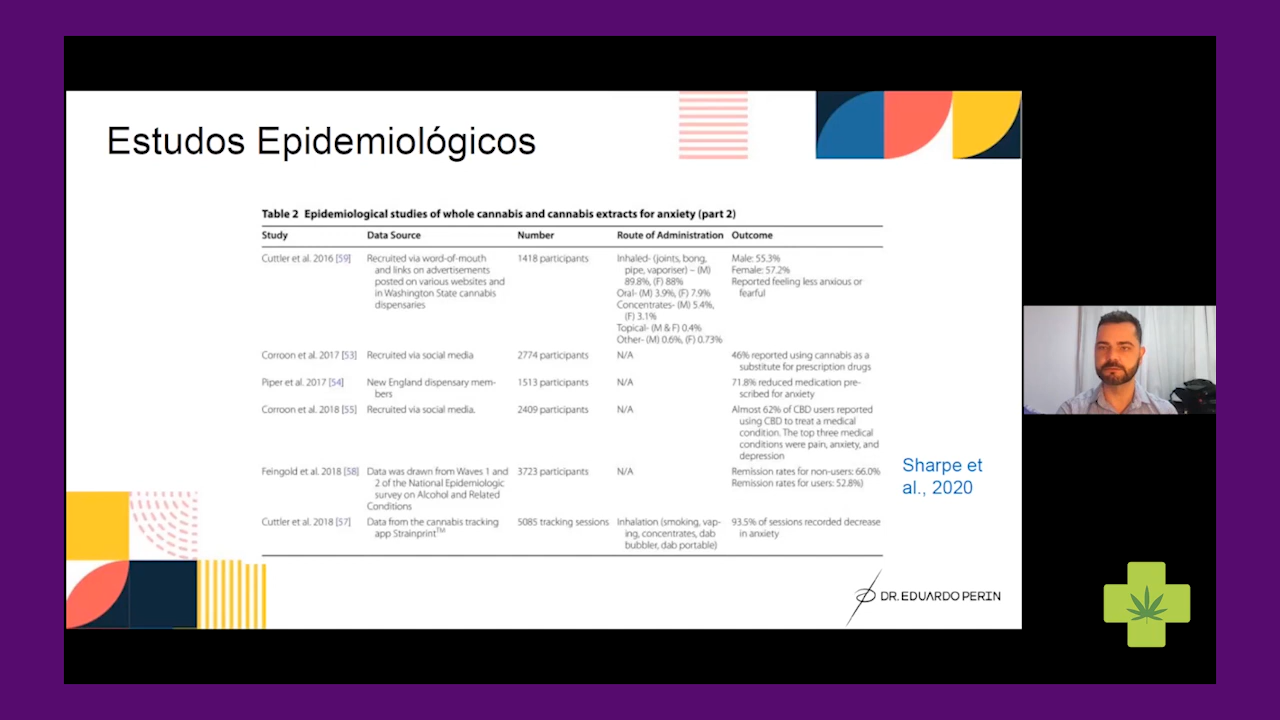 Estudos Epidemiológicos
Table 2 Epidemiological studies of whole cannabis and cannabis extracts for anxiety (part 2)
Study Data Source Number Route of Administration Outcome
Cuttler et al. 2016 [59] Recruited via word-of-mouth 1418 participants Inhaled- (joints, bong, Male: 55.3%
and links on advertisements pipe, vaporiser) – (M) Female: 57.2%
posted on various websites and 89.8%, (F) 88% Reported feeling less anxious or
in Washington State cannabis Oral- (M) 3.9%, (F) 7.9% fearful
dispensaries Concentrates- (M) 5.4%,
(F) 3.1%
Topical- (M & F) 0.4%
Other- (M) 0.6%, (F) 0.73%
Corroon et al. 2017 [53] Recruited via social media 2774 participants N/A 46% reported using cannabis as a
substitute for prescription drugs
Piper et al. 2017 [54] New England dispensary mem- 1513 participants N/A 71.8% reduced medication pre-
bers scribed for anxiety
Corroon et al. 2018 [55] Recruited via social media. 2409 participants N/A Almost 62% of CBD users reported
using CBD to treat a medical
condition. The top three medical
conditions were pain, anxiety, and
depression
Feingold et al. 2018 [58] Data was drawn from Waves 1 and 3723 participants N/A Remission rates for non-users: 66.0%
2 of the National Epidemiologic Remission rates for users: 52.8%)
survey on Alcohol and Related
Conditions
Cuttler et al. 2018 [57] Data from the cannabis tracking 5085 tracking sessions Inhalation (smoking, vap- 93.5% of sessions recorded decrease
app Strainprint™ ing, concentrates, dab in anxiety
bubbler, dab portable)
Sharpe et
al., 2020
DR. EDUARDO PERIN